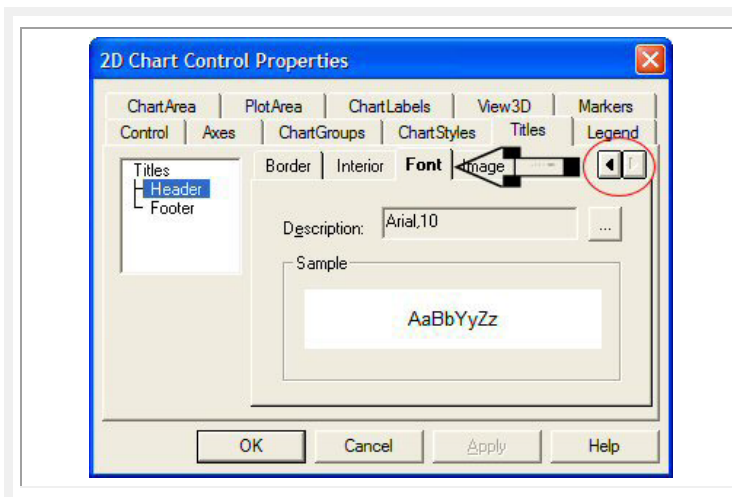 2D Chart Control Properties
ChartArea PlotArea ChartLabels View3D Markers
Control Axes ChartGroups ChartStyles Titles Legend
Titles
Header
Footer
Border Interior Font Image
Description: Arial,10 ...
Sample
AaBbYyZz
OK Cancel Apply Help